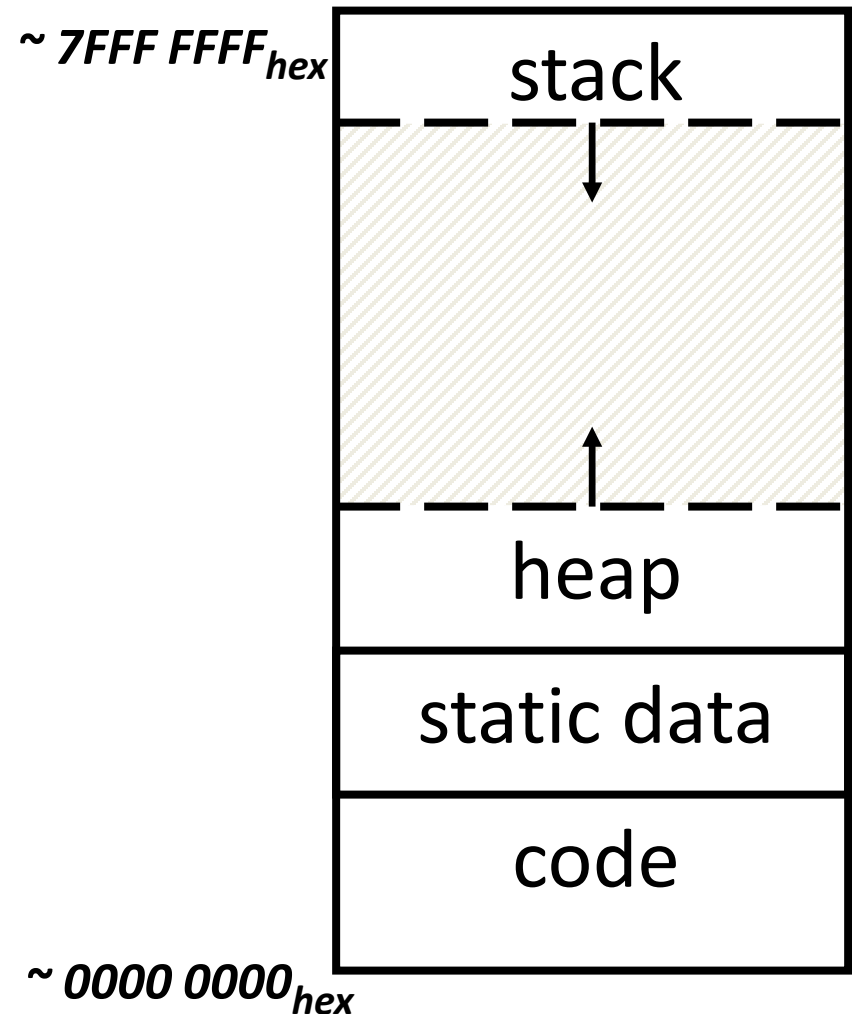 ~ 7FFF FFFFhex
stack
heap
static data
code
~ 0000 0000hex